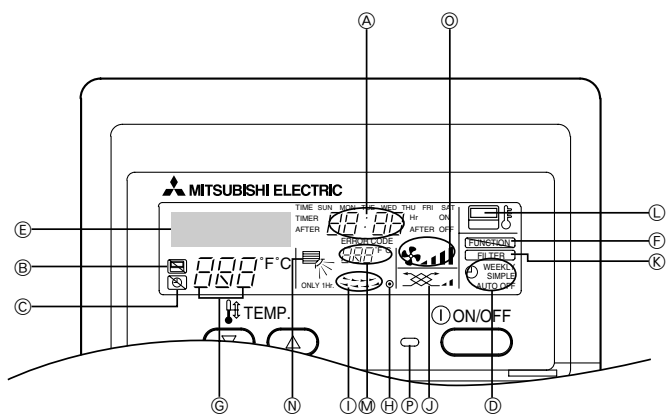 Ⓐ Ⓞ
MITSUBISHI ELECTRIC
TIME SUN MON TUE WED THU FRI SAT
TIMER Hr ON
AFTER AFTER OFF
ERROR CODE
°F°C
°F°C
ONLY 1Hr.
FUNCTION
FILTER
WEEKLY
SIMPLE
AUTO OFF
TEMP.
ON/OFF
Ⓔ
Ⓑ
Ⓒ
Ⓛ
Ⓕ
Ⓚ
Ⓖ Ⓝ Ⓘ Ⓜ Ⓗ Ⓟ Ⓙ Ⓓ